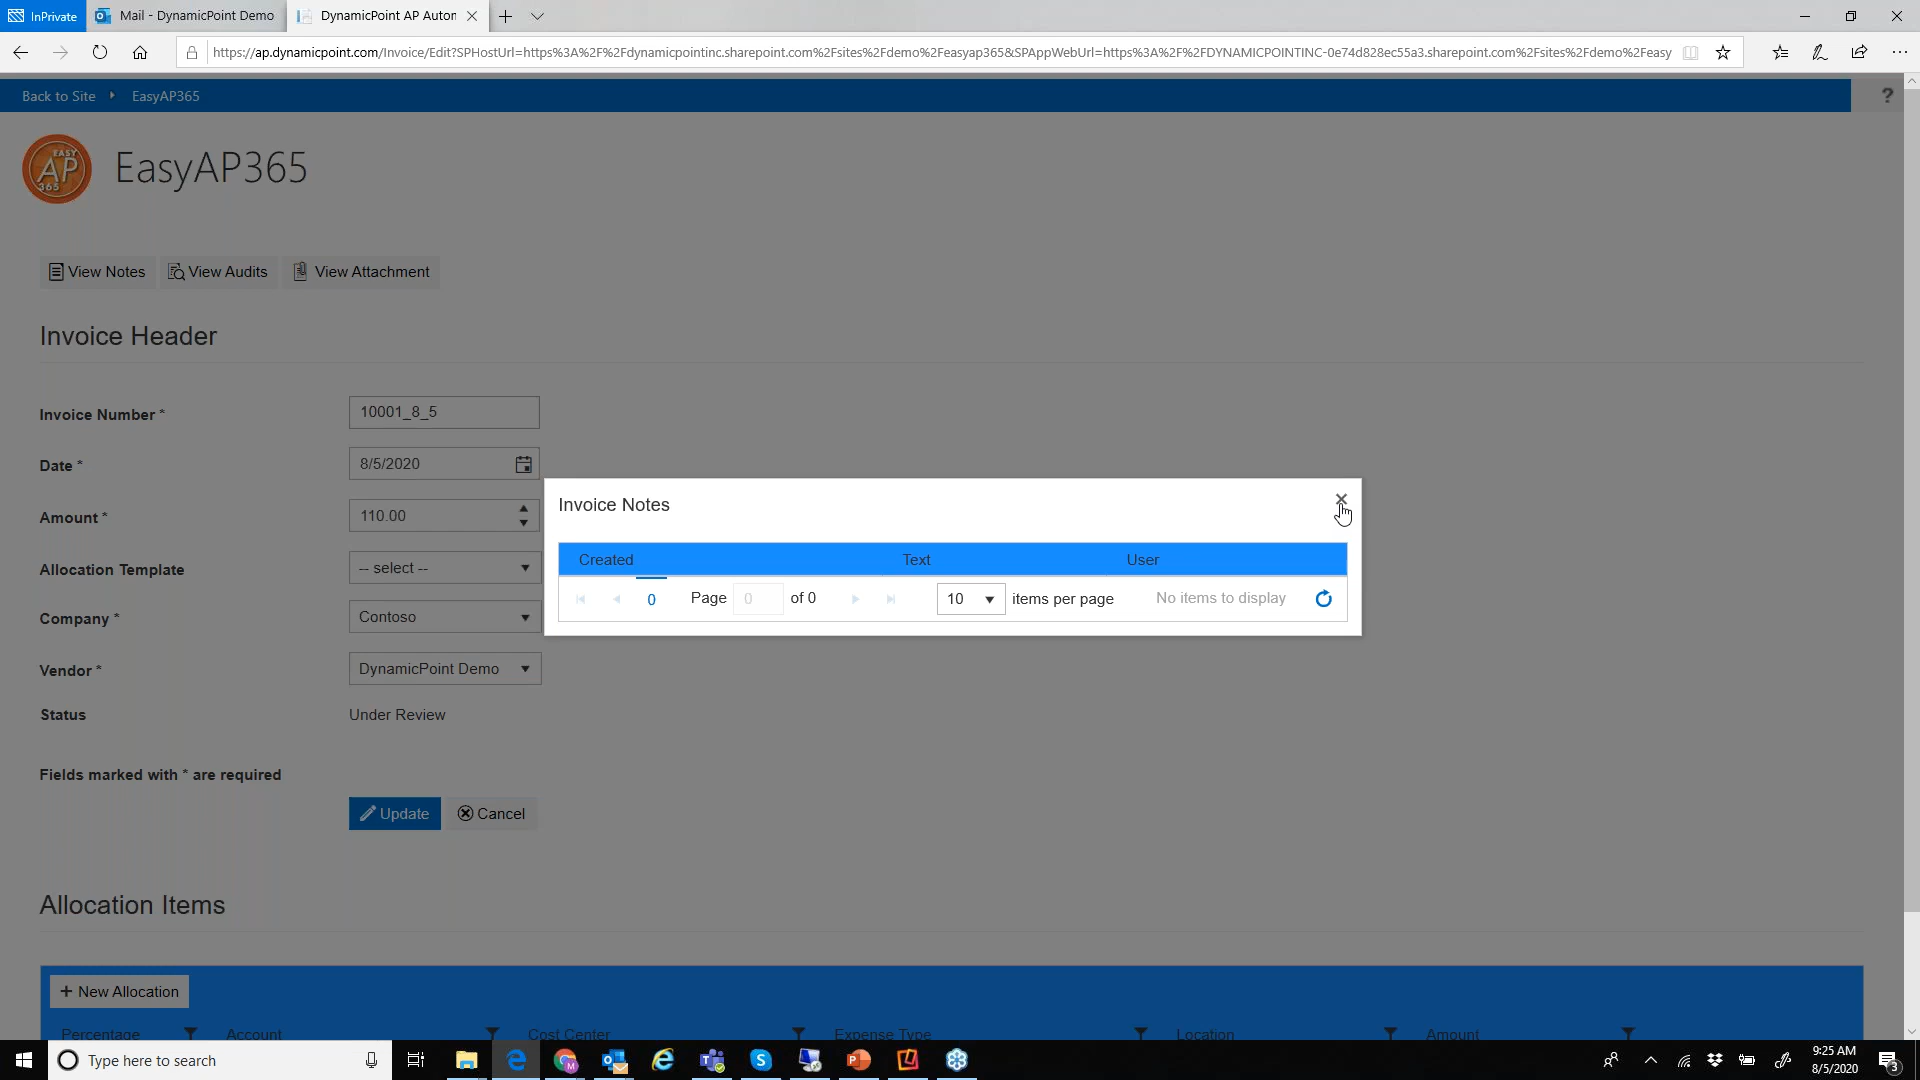 InPrivate
Mail - DynamicPoint Demo
DynamicPoint AP Autom
https://ap.dynamicpoint.com/Invoice/Edit?SPHostUrl=https%3A%2F%2Fdynamicpointinc.sharepoint.com%2Fsites%2Fdemo%2Feasyap365&SPAppWebUrl=https%3A%2F%2FDYNAMICPOINTINC-0e74d828ec55a3.sharepoint.com%2Fsites%2Fdemo%2Feasy
Back to Site EasyAP365 ?
EASY
AP
365
EasyAP365
View Notes View Audits View Attachment
Invoice Header
Invoice Number * 10001_8_5
Date * 8/5/2020
Amount * 110.00
Invoice Notes
Created Text User
0 Page 0 of 0 10 items per page No items to display
Allocation Template -- select --
Company * Contoso
Vendor * DynamicPoint Demo
Status Under Review
Fields marked with * are required
Update Cancel
Allocation Items
+ New Allocation
Percentage Account Cost Center Expense Type Location Amount
Type here to search
9:25 AM
8/5/2020
3